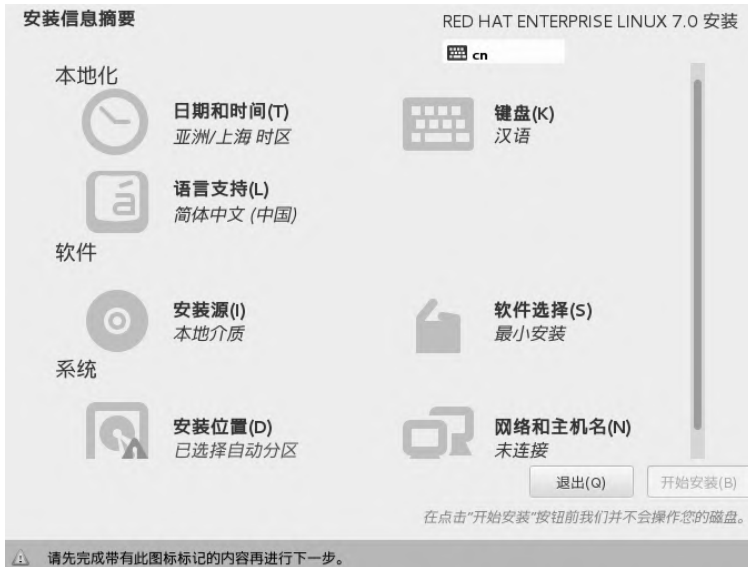 安装信息摘要
RED HAT ENTERPRISE LINUX 7.0 安装
cn
本地化
日期和时间(T)
亚洲/上海 时区
键盘(K)
汉语
á
语言支持(L)
简体中文 (中国)
软件
安装源(I)
本地介质
软件选择(S)
最小安装
系统
安装位置(D)
已选择自动分区
网络和主机名(N)
未连接
退出(Q)
开始安装(B)
在点击"开始安装"按钮前我们并不会操作您的磁盘。
请先完成带有此图标标记的内容再进行下一步。